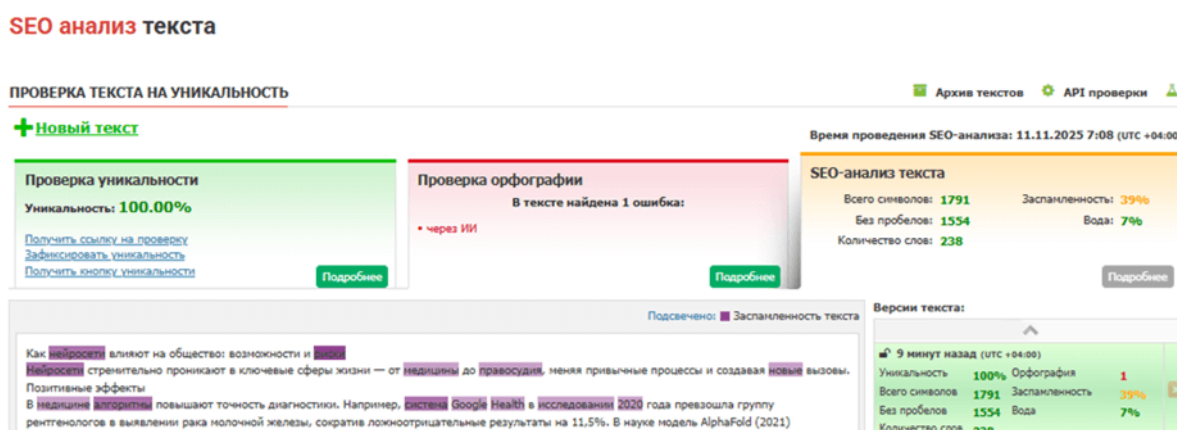 SEO анализ текста
ПРОВЕРКА ТЕКСТА НА УНИКАЛЬНОСТЬ
Архив текстов API проверки
Новый текст
Время проведения SEO-анализа: 11.11.2025 7:08 (UTC +04:00
Проверка уникальности
Уникальность: 100.00%
Получить ссылку на проверку
Зафиксировать уникальность
Получить кнопку уникальности
Подробнее
Проверка орфографии
В тексте найдена 1 ошибка:
• через ИИ
Подробнее
SEO-анализ текста
Всего символов: 1791 Заспамленность: 39%
Без пробелов: 1554 Вода: 7%
Количество слов: 238
Подробнее
Подсвечено: Заспамленность текста
Как нейросети влияют на общество: возможности и риски
Нейросети стремительно проникают в ключевые сферы жизни — от медицины до правосудия, меняя привычные процессы и создавая новые вызовы.
Позитивные эффекты
В медицине алгоритмы повышают точность диагностики. Например, система Google Health в исследовании 2020 года превзошла группу
рентгенологов в выявлении рака молочной железы, сократив ложноотрицательные результаты на 11,5%. В науке модель AlphaFold (2021)
Версии текста:
9 минут назад (UTC +04:00)
Уникальность 100% Орфография 1
Всего символов 1791 Заспамленность 39%
Без пробелов 1554 Вода 7%
Количество слов 238